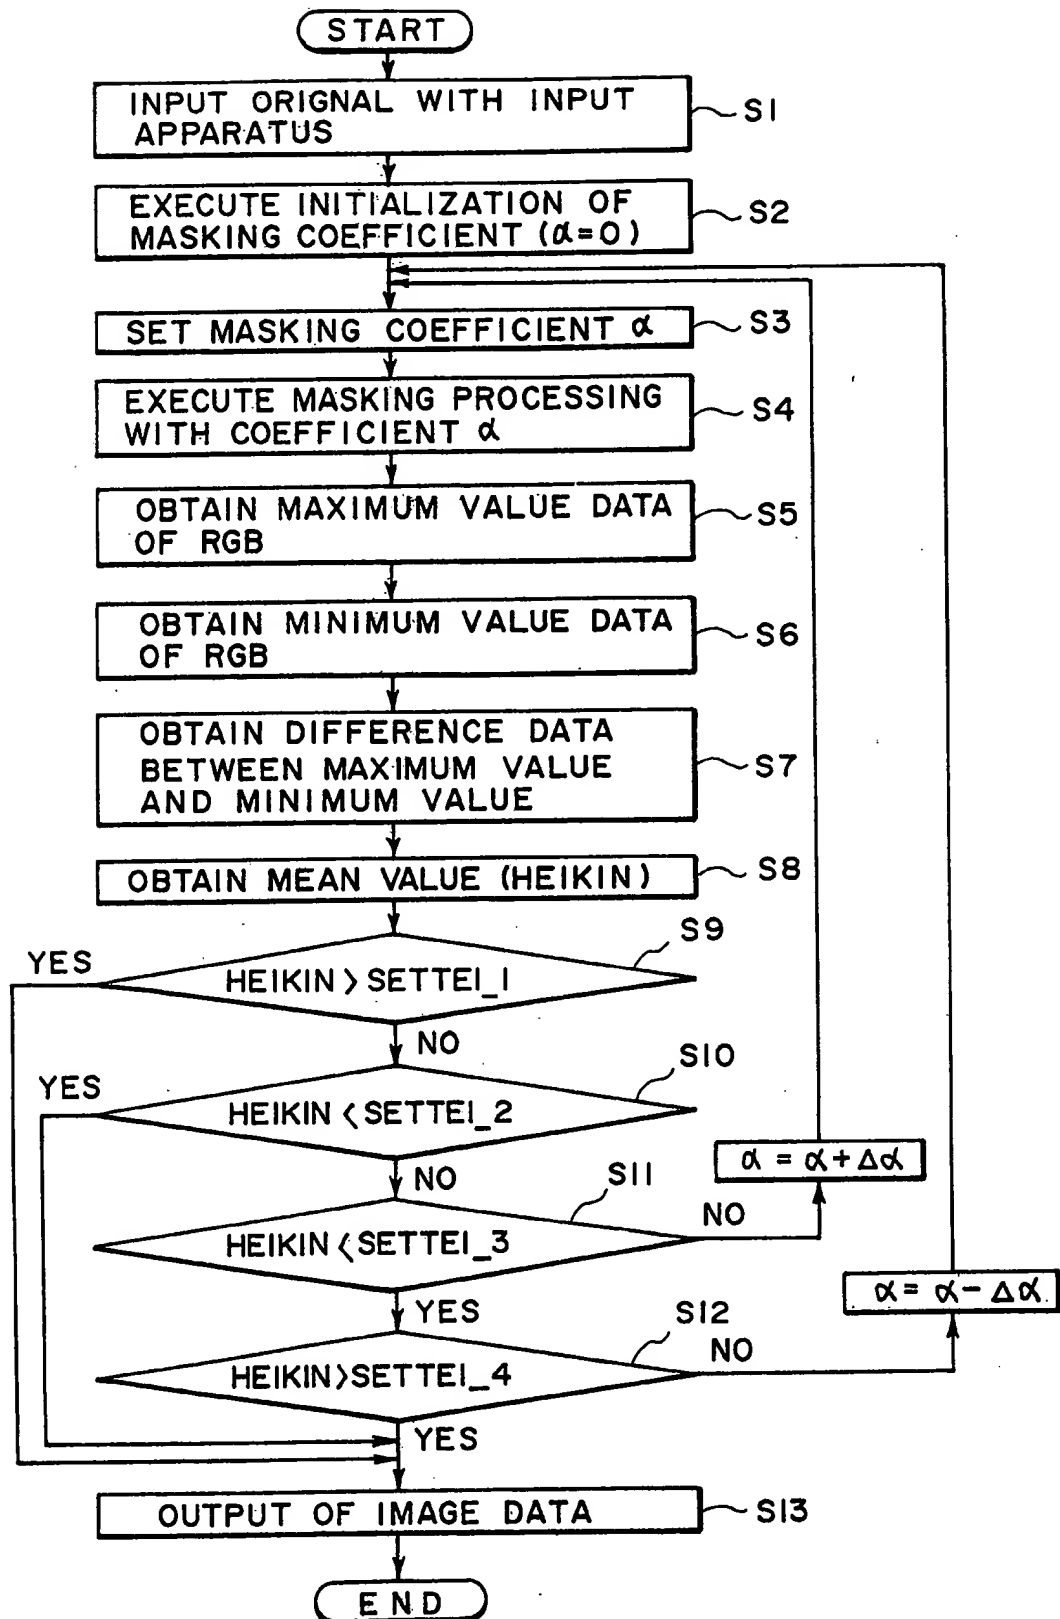 START
INPUT ORIGNAL WITH INPUT
APPARATUS
S1
EXECUTE INITIALIZATION OF
MASKING COEFFICIENT (α=0)
S2
SET MASKING COEFFICIENT α
S3
EXECUTE MASKING PROCESSING
WITH COEFFICIENT α
S4
OBTAIN MAXIMUM VALUE DATA
OF RGB
S5
OBTAIN MINIMUM VALUE DATA
OF RGB
S6
OBTAIN DIFFERENCE DATA
BETWEEN MAXIMUM VALUE
AND MINIMUM VALUE
S7
OBTAIN MEAN VALUE (HEIKIN)
S8
S9
YES
HEIKIN > SETTEI_1
NO
S10
YES
HEIKIN < SETTEI_2
NO
α = α + Δα
S11
HEIKIN < SETTEI_3
NO
YES
α = α - Δα
S12
HEIKIN > SETTEI_4
NO
YES
OUTPUT OF IMAGE DATA
S13
END